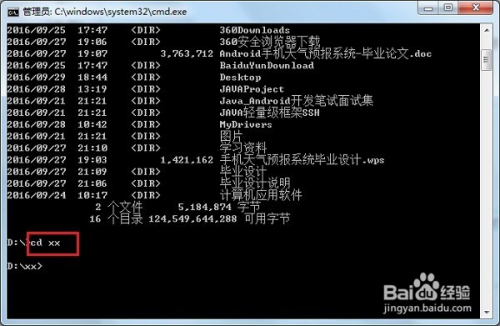 管理员: C:\windows\system32\cmd.exe
2016/09/25 17:47 <DIR> 360Downloads
2016/09/27 19:06 <DIR> 360安全浏览器下载
2016/09/27 19:07 3,763,712 Android手机天气预报系统-毕业论文.doc
2016/09/25 17:47 <DIR> BaiduYunDownload
2016/09/29 18:44 <DIR> Desktop
2016/09/28 13:19 <DIR> JAVAProject
2016/09/21 21:21 <DIR> Java_Android开发笔试面试集
2016/09/21 21:21 <DIR> JAVA轻量级框架SSH
2016/09/28 10:42 <DIR> MyDrivers
2016/09/21 21:21 <DIR> 图片
2016/09/27 21:10 <DIR> 学习资料
2016/09/27 19:03 1,421,162 手机天气预报系统毕业设计.wps
2016/09/27 21:09 <DIR> 毕业设计
2016/09/27 21:06 <DIR> 毕业设计说明
2016/09/24 10:17 <DIR> 计算机应用软件
2 个文件 5,184,874 字节
16 个目录 124,549,644,288 可用字节
D:\>cd xx
D:\xx>
Baidu 经验
jingyan.baidu.com